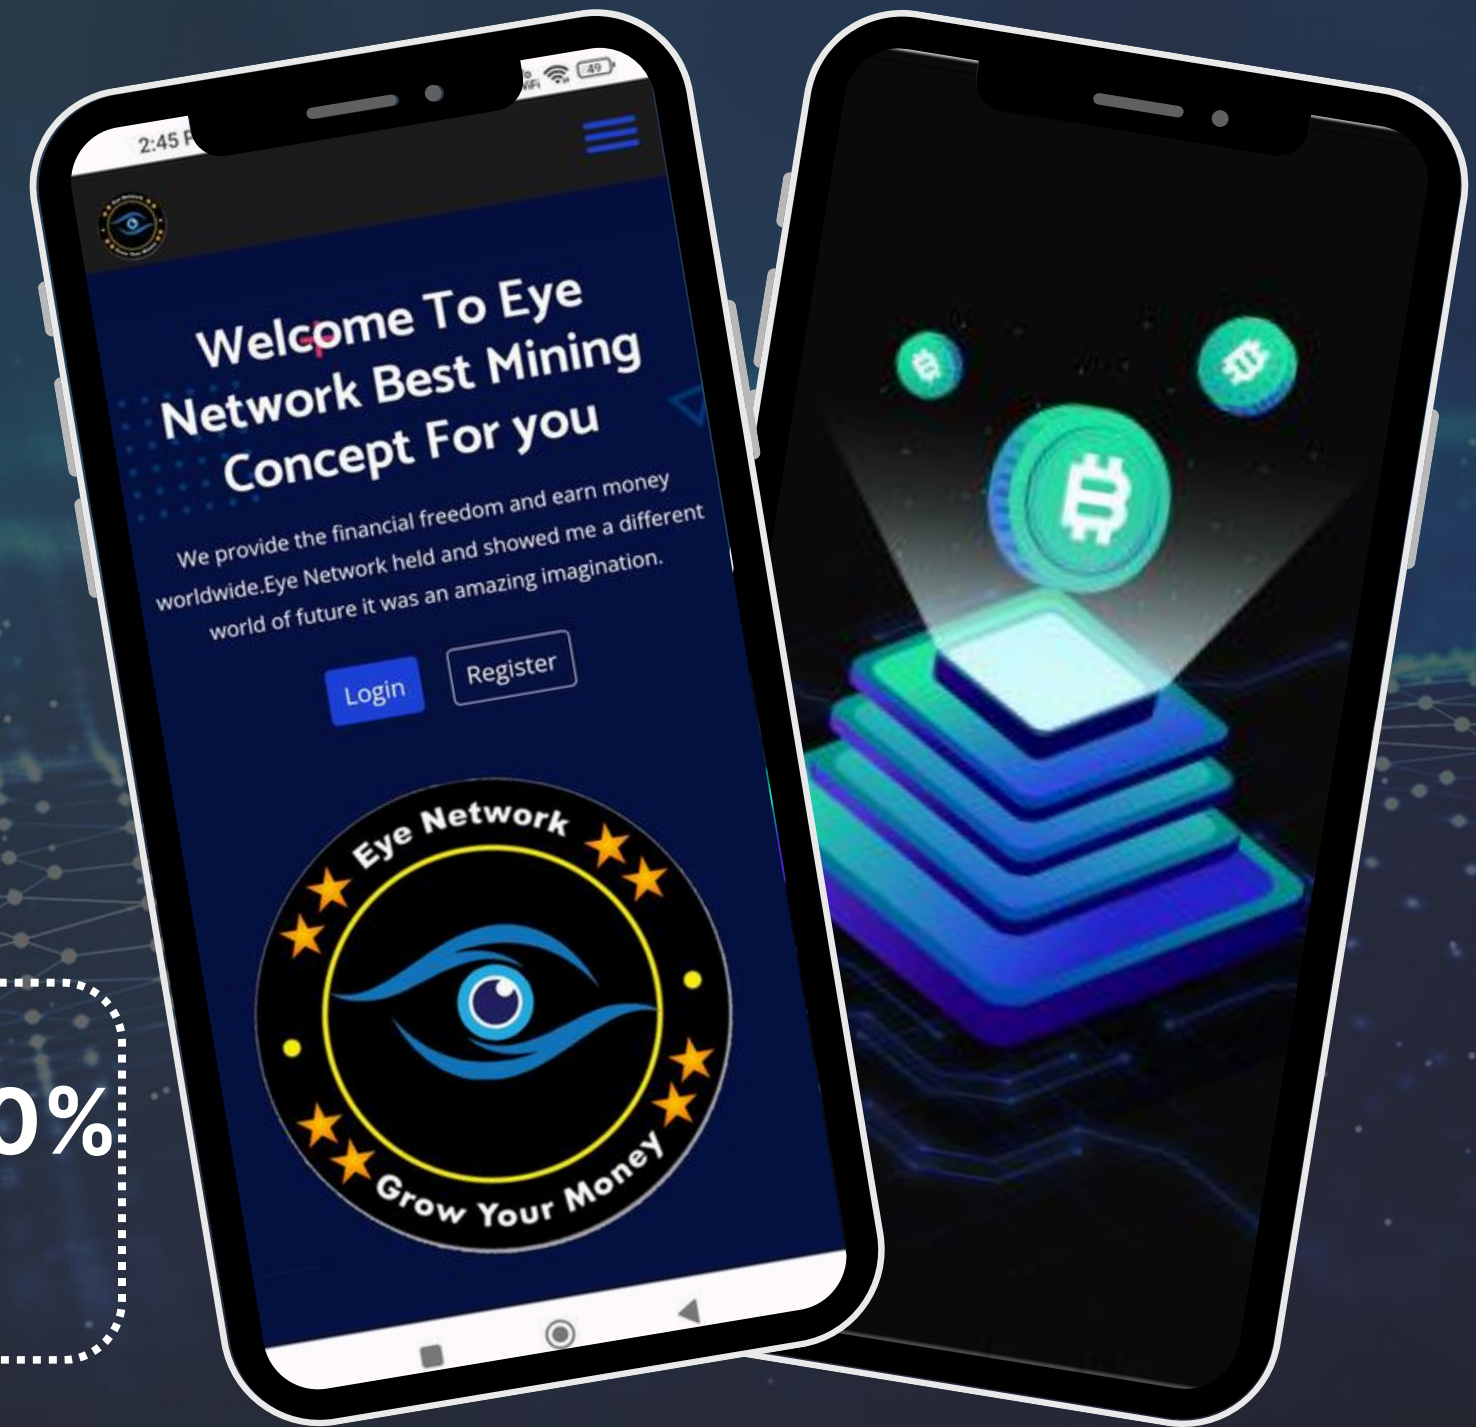 2:45 P
49
Welcome To Eye
Network Best Mining
Concept For you
We provide the financial freedom and earn money
worldwide.Eye Network held and showed me a different
world of future it was an amazing imagination.
Login
Register
Eye Network
Grow Your Money
0%